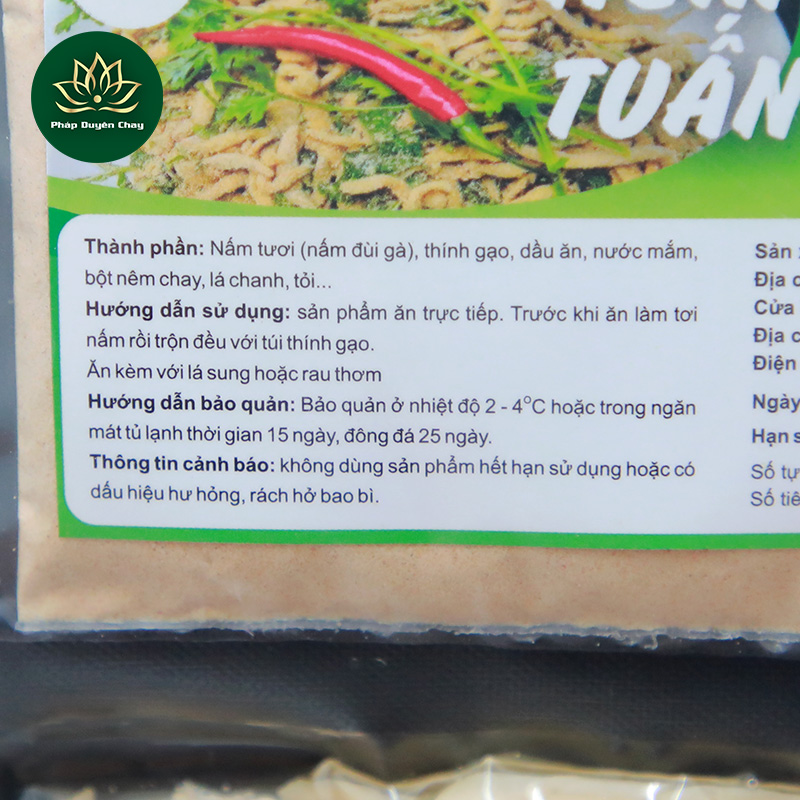 Pháp Duyên Chay
TUẤN
Thành phần: Nấm tươi (nấm đùi gà), thính gạo, dầu ăn, nước mắm,
bột nêm chay, lá chanh, tỏi...
Hướng dẫn sử dụng: sản phẩm ăn trực tiếp. Trước khi ăn làm tơi
nấm rồi trộn đều với túi thính gạo.
Ăn kèm với lá sung hoặc rau thơm
Hướng dẫn bảo quản: Bảo quản ở nhiệt độ 2 - 4°C hoặc trong ngăn
mát tủ lạnh thời gian 15 ngày, đông đá 25 ngày.
Thông tin cảnh báo: không dùng sản phẩm hết hạn sử dụng hoặc có
dấu hiệu hư hỏng, rách hở bao bì.
Sản
Địa
Cửa
Địa
Điện
Ngày
Hạn
Số
Số